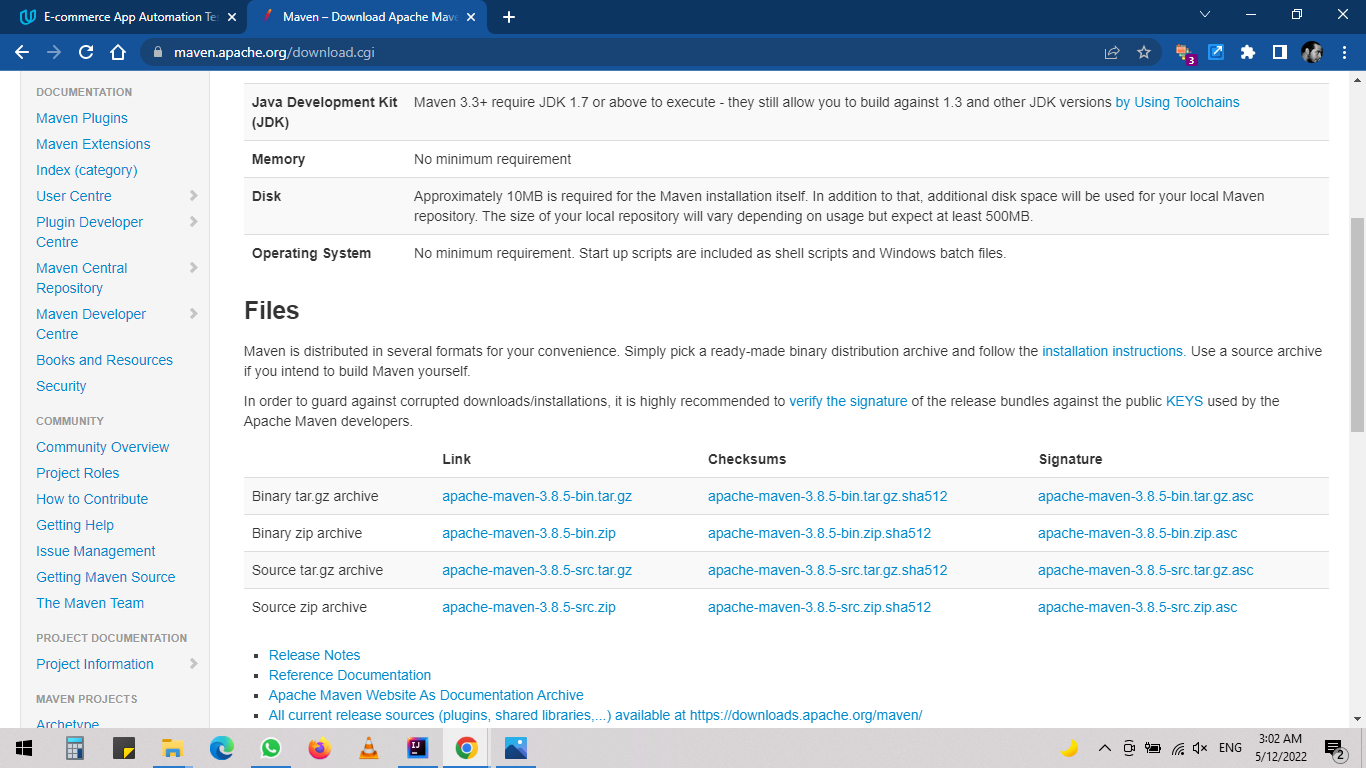 E-commerce App Automation Te
Maven – Download Apache Mave
maven.apache.org/download.cgi
3
DOCUMENTATION
Maven Plugins
Maven Extensions
Index (category)
User Centre
Plugin Developer
Centre
Maven Central
Repository
Maven Developer
Centre
Books and Resources
Security
COMMUNITY
Community Overview
Project Roles
How to Contribute
Getting Help
Issue Management
Getting Maven Source
The Maven Team
PROJECT DOCUMENTATION
Project Information
MAVEN PROJECTS
Archetype
Java Development Kit Maven 3.3+ require JDK 1.7 or above to execute - they still allow you to build against 1.3 and other JDK versions by Using Toolchains
(JDK)
Memory No minimum requirement
Disk Approximately 10MB is required for the Maven installation itself. In addition to that, additional disk space will be used for your local Maven
repository. The size of your local repository will vary depending on usage but expect at least 500MB.
Operating System No minimum requirement. Start up scripts are included as shell scripts and Windows batch files.
Files
Maven is distributed in several formats for your convenience. Simply pick a ready-made binary distribution archive and follow the installation instructions. Use a source archive
if you intend to build Maven yourself.
In order to guard against corrupted downloads/installations, it is highly recommended to verify the signature of the release bundles against the public KEYS used by the
Apache Maven developers.
Link Checksums Signature
Binary tar.gz archive apache-maven-3.8.5-bin.tar.gz apache-maven-3.8.5-bin.tar.gz.sha512 apache-maven-3.8.5-bin.tar.gz.asc
Binary zip archive apache-maven-3.8.5-bin.zip apache-maven-3.8.5-bin.zip.sha512 apache-maven-3.8.5-bin.zip.asc
Source tar.gz archive apache-maven-3.8.5-src.tar.gz apache-maven-3.8.5-src.tar.gz.sha512 apache-maven-3.8.5-src.tar.gz.asc
Source zip archive apache-maven-3.8.5-src.zip apache-maven-3.8.5-src.zip.sha512 apache-maven-3.8.5-src.zip.asc
Release Notes
Reference Documentation
Apache Maven Website As Documentation Archive
All current release sources (plugins, shared libraries,...) available at https://downloads.apache.org/maven/
IJ
ENG
3:02 AM
5/12/2022
2